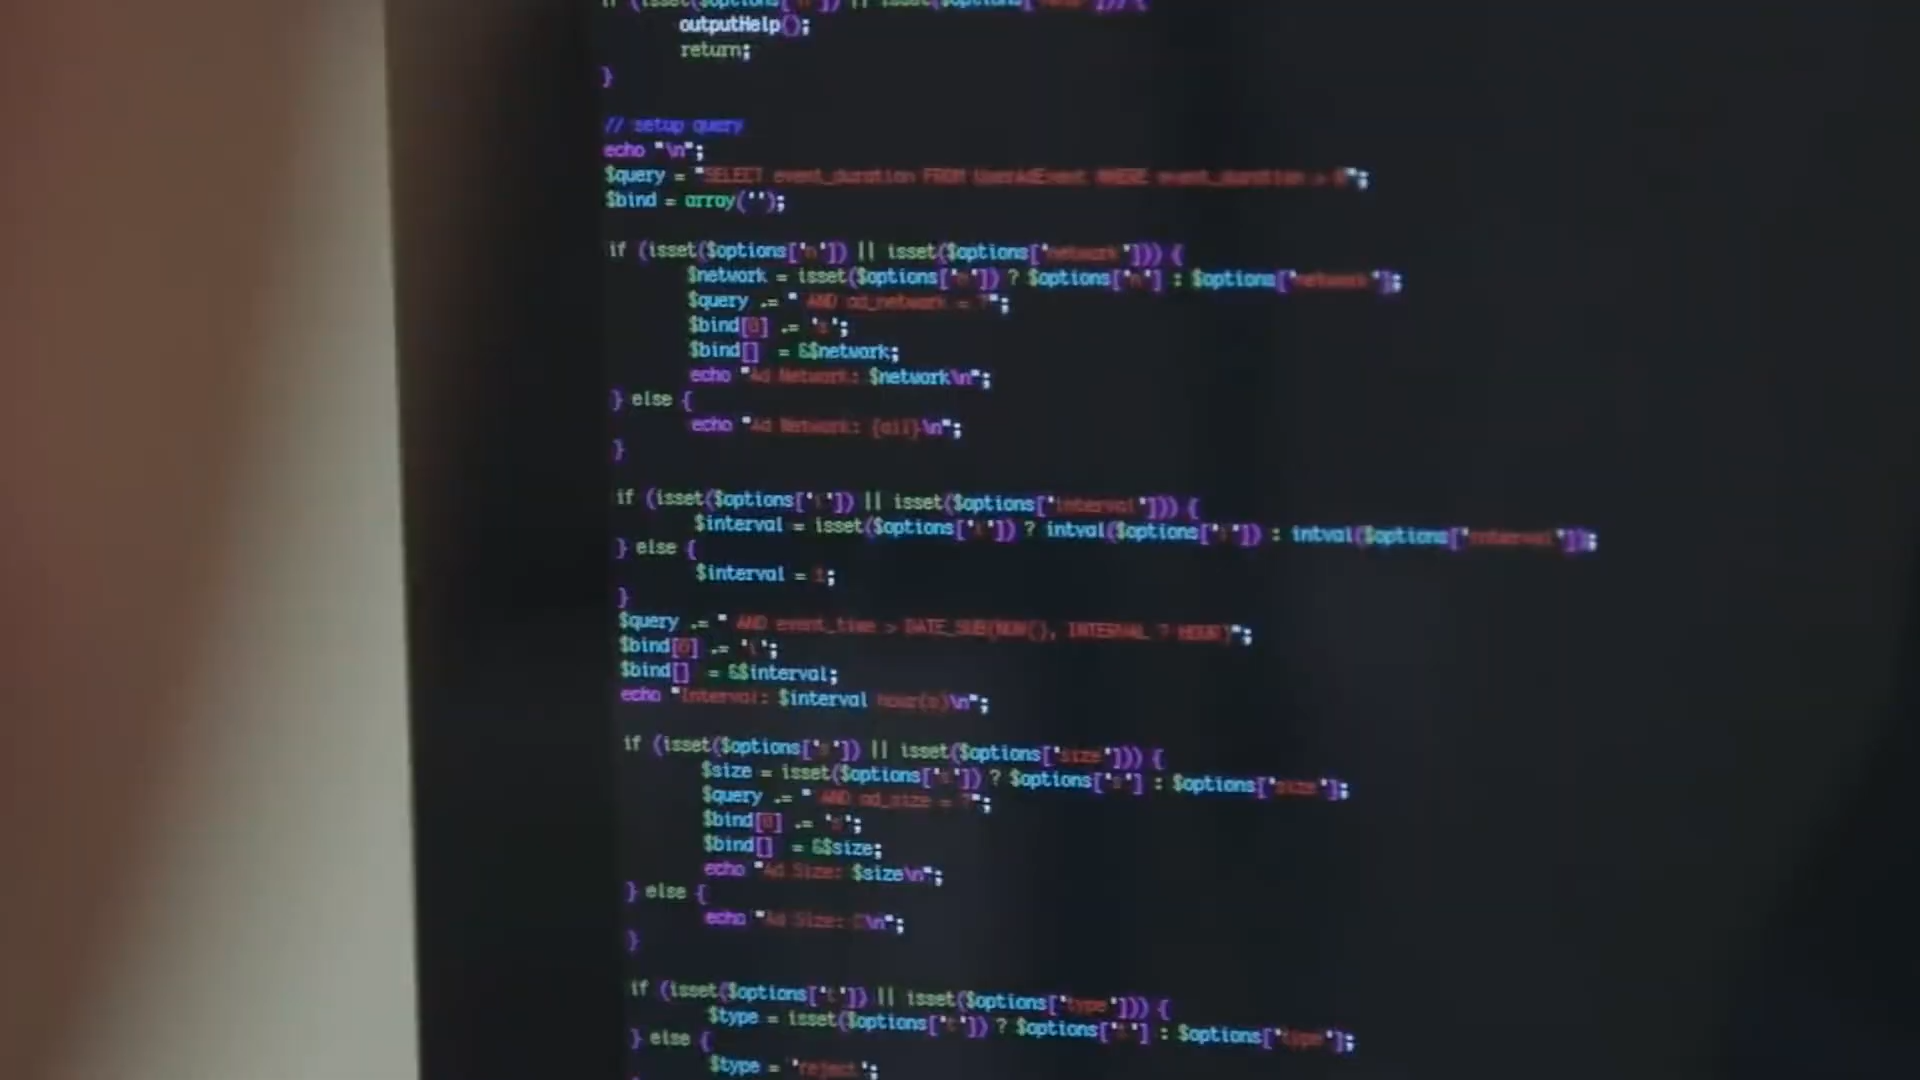 if (isset($options['h']) || isset($options['help'])) {
outputHelp();
return;
}
// setup query
echo "\n";
$query = "SELECT event_duration FROM UserAdEvent WHERE event_duration > 0";
$bind = array('');
if (isset($options['n']) || isset($options['network'])) {
$network = isset($options['n']) ? $options['n'] : $options['network'];
$query .= " AND ad_network = ?";
$bind[0] .= 's';
$bind[] = &$network;
echo "Ad Network: $network\n";
} else {
echo "Ad Network: (all)\n";
}
if (isset($options['i']) || isset($options['interval'])) {
$interval = isset($options['i']) ? intval($options['i']) : intval($options['interval']);
} else {
$interval = 1;
}
$query .= " AND event_time > DATE_SUB(NOW(), INTERVAL ? HOUR)";
$bind[0] .= 'i';
$bind[] = &$interval;
echo "Interval: $interval hour(s)\n";
if (isset($options['s']) || isset($options['size'])) {
$size = isset($options['s']) ? $options['s'] : $options['size'];
$query .= " AND ad_size = ?";
$bind[0] .= 's';
$bind[] = &$size;
echo "Ad Size: $size\n";
} else {
echo "Ad Size: \n";
}
if (isset($options['t']) || isset($options['type'])) {
$type = isset($options['t']) ? $options['t'] : $options['type'];
} else {
$type = 'reject';